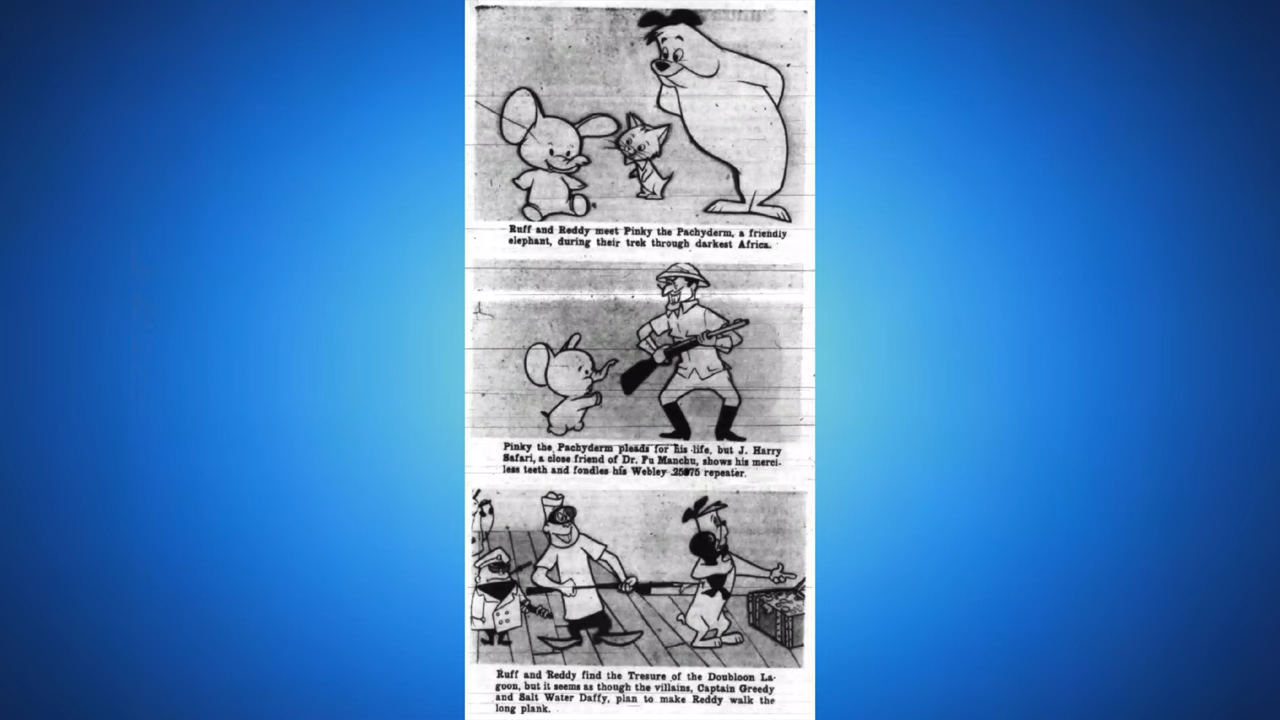 Ruff and Reddy meet Pinky the Pachyderm, a friendly
elephant, during their trek through darkest Africa.
Pinky the Pachyderm pleads for his life, but J. Harry
Safari, a close friend of Dr. Fu Manchu, shows his merci-
less teeth and fondles his Webley repeater.
Ruff and Reddy find the Tresure of the Doubloon La-
goon, but it seems as though the villains, Captain Greedy
and Salt Water Daffy, plan to make Reddy walk the
long plank.